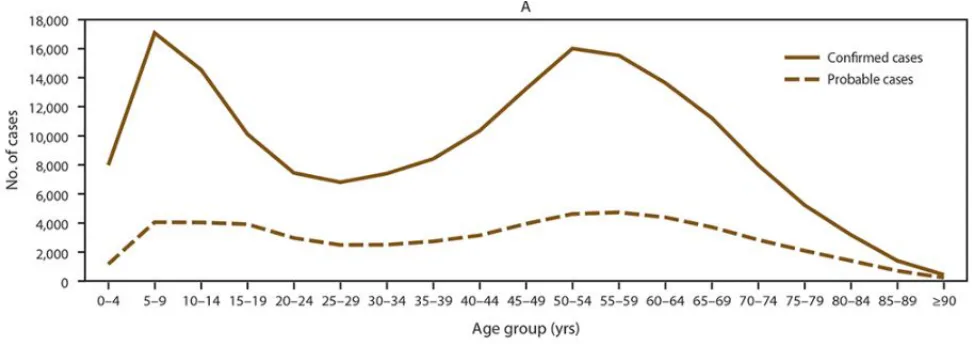 A
18,000
16,000
14,000
12,000
10,000
8,000
6,000
4,000
2,000
0
No. of cases
Confirmed cases
Probable cases
0–4 5–9 10–14 15–19 20–24 25–29 30–34 35–39 40–44 45–49 50–54 55–59 60–64 65–69 70–74 75–79 80–84 85–89 ≥90
Age group (yrs)